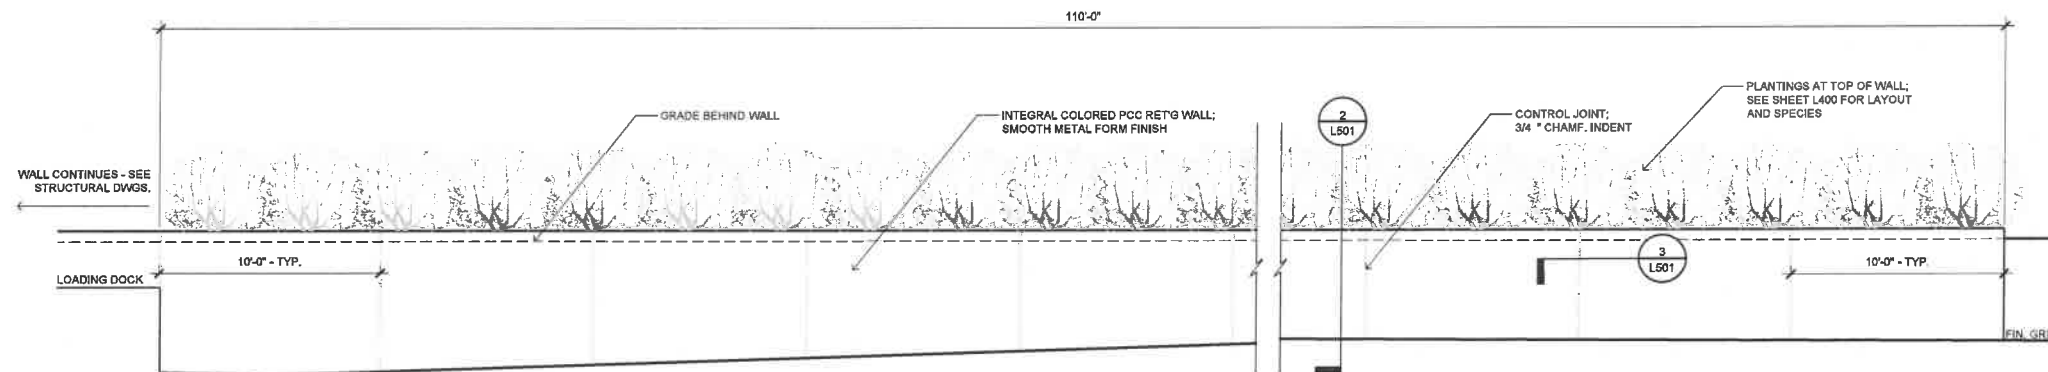 110'-0"
GRADE BEHIND WALL
INTEGRAL COLORED PCC RET'G WALL;
SMOOTH METAL FORM FINISH
2
L501
CONTROL JOINT;
3/4 " CHAMF. INDENT
PLANTINGS AT TOP OF WALL;
SEE SHEET L400 FOR LAYOUT
AND SPECIES
WALL CONTINUES - SEE
STRUCTURAL DWGS.
10'-0" - TYP.
3
L501
10'-0" - TYP.
LOADING DOCK
FIN. GR